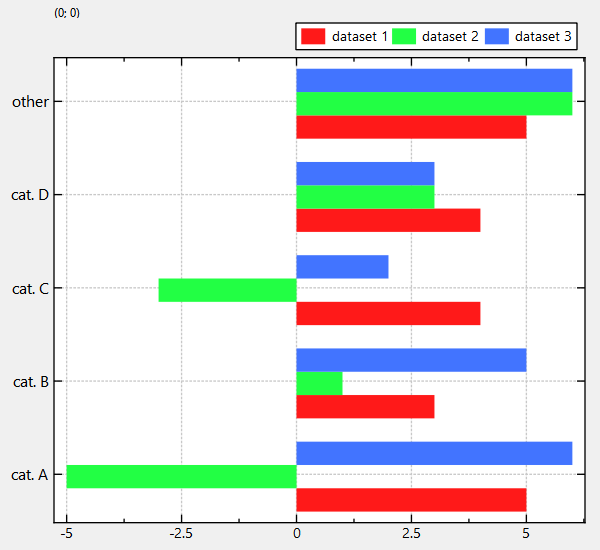 (0; 0)
dataset 1 dataset 2 dataset 3
other
cat. D
cat. C
cat. B
cat. A
-5 -2.5 0 2.5 5